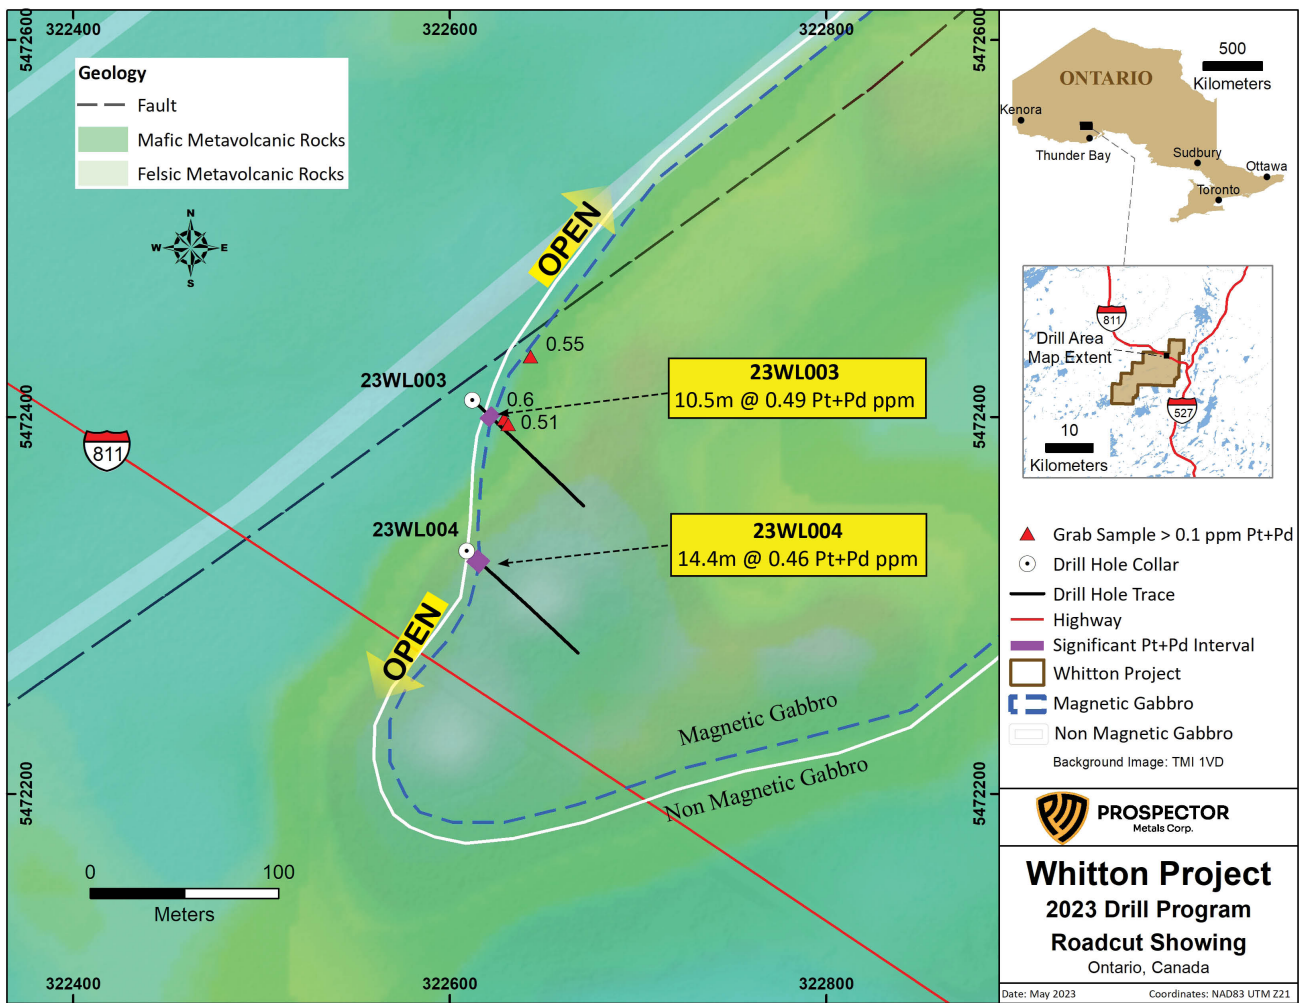 322400
322600
322800
5472600
5472600
Geology
Fault
Mafic Metavolcanic Rocks
Felsic Metavolcanic Rocks
N
W
E
S
OPEN
0.55
23WL003
0.6
0.51
23WL003
10.5m @ 0.49 Pt+Pd ppm
5472400
5472400
811
23WL004
23WL004
14.4m @ 0.46 Pt+Pd ppm
OPEN
Magnetic Gabbro
Non Magnetic Gabbro
5472200
5472200
0
100
Meters
322400
322600
322800
500
Kilometers
ONTARIO
Kenora
Thunder Bay
Sudbury
Ottawa
Toronto
811
Drill Area
Map Extent
527
10
Kilometers
Grab Sample > 0.1 ppm Pt+Pd
Drill Hole Collar
Drill Hole Trace
Highway
Significant Pt+Pd Interval
Whitton Project
Magnetic Gabbro
Non Magnetic Gabbro
Background Image: TMI 1VD
PROSPECTOR
Metals Corp.
Whitton Project
2023 Drill Program
Roadcut Showing
Ontario, Canada
Date: May 2023
Coordinates: NAD83 UTM Z21